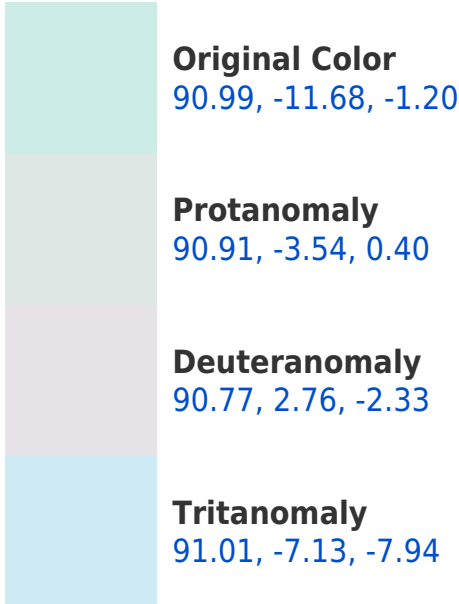 Original Color
90.99, -11.68, -1.20
Protanomaly
90.91, -3.54, 0.40
Deuteranomaly
90.77, 2.76, -2.33
Tritanomaly
91.01, -7.13, -7.94